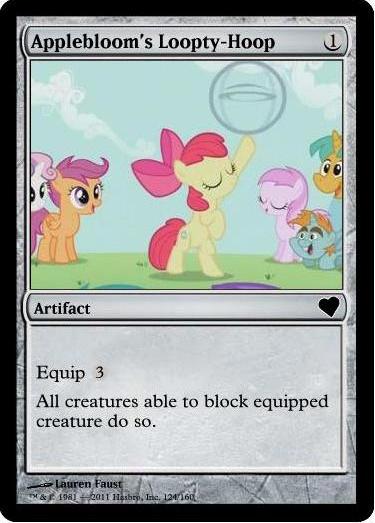 Applebloom's Loopty-Hoop 1
Artifact
Equip 3
All creatures able to block equipped
creature do so.
Lauren Faust
™ & © 1981 —2011 Hasbro, Inc. 124/160